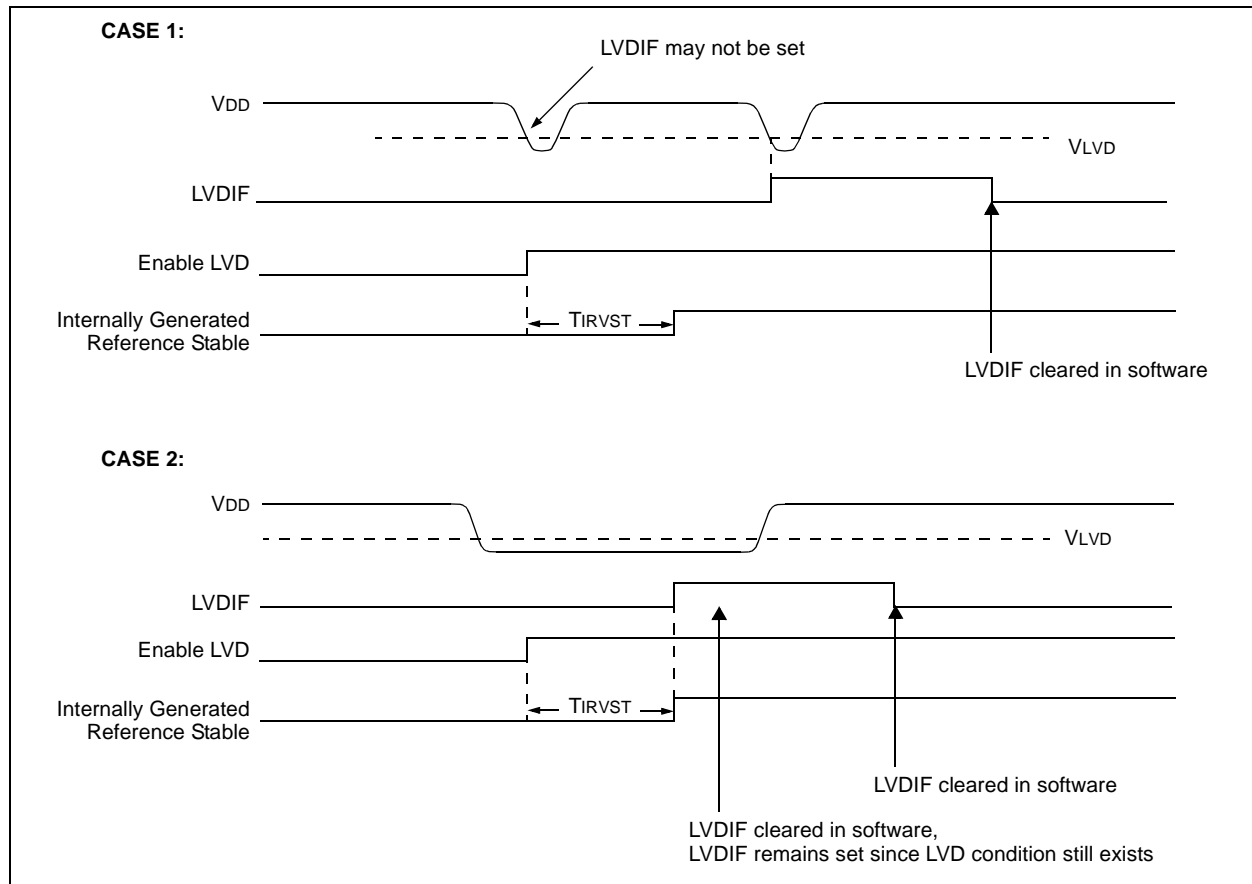 CASE 1:
LVDIF may not be set
VDD
VLVD
LVDIF
Enable LVD
Internally Generated
Reference Stable
TIRVST
LVDIF cleared in software
CASE 2:
VDD
VLVD
LVDIF
Enable LVD
Internally Generated
Reference Stable
TIRVST
LVDIF cleared in software
LVDIF cleared in software,
LVDIF remains set since LVD condition still exists